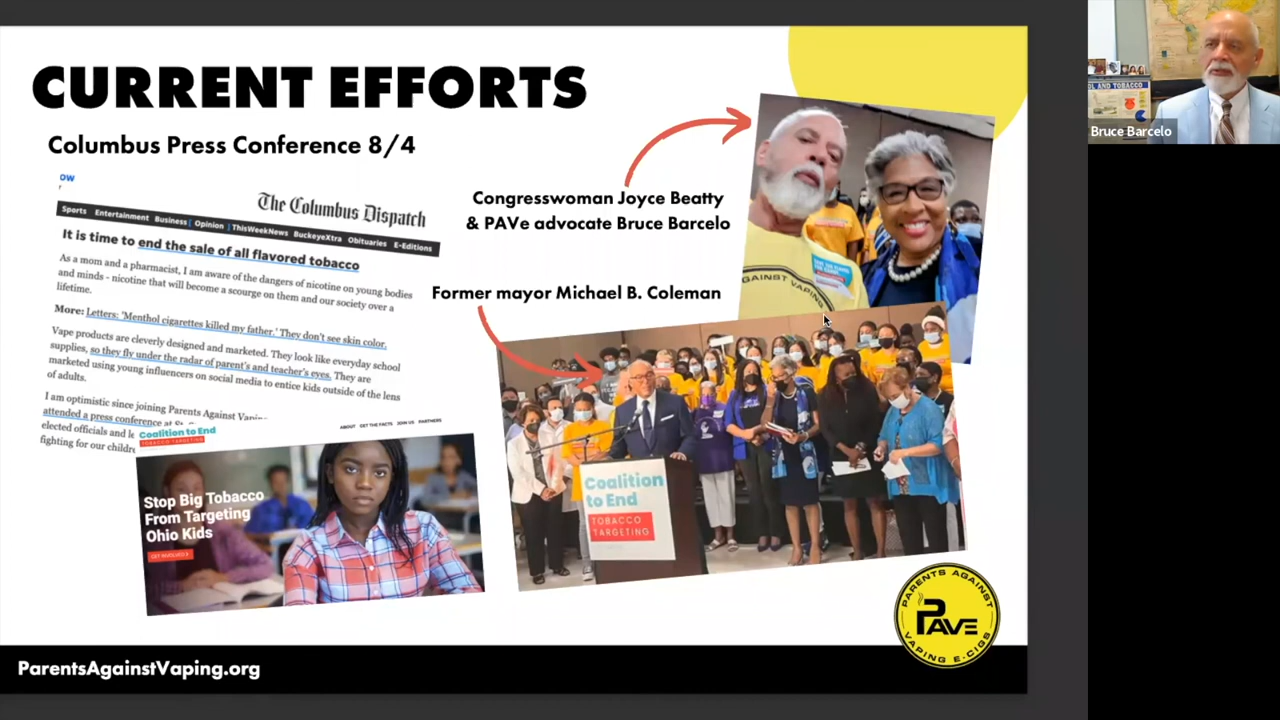 CURRENT EFFORTS
Columbus Press Conference 8/4
OW
The Columbus Dispatch
Sports Entertainment Business Opinion ThisWeekNews BuckeyeXtra Obituaries E-Editions
It is time to end the sale of all flavored tobacco
As a mom and a pharmacist, I am aware of the dangers of nicotine on young bodies
and minds - nicotine that will become a scourge on them and our society over a
lifetime.
More: Letters: 'Menthol cigarettes killed my father.' They don't see skin color.
Vape products are cleverly designed and marketed. They look like everyday school
supplies, so they fly under the radar of parent's and teacher's eyes. They are
marketed using young influencers on social media to entice kids outside of the lens
of adults.
I am optimistic since joining Parents Against
attended a press conference at
elected officials and
fighting for our
Coalition to End
TOBACCO TARGETING
ABOUT GET THE FACTS JOIN US PARTNERS
Stop Big Tobacco
From Targeting
Ohio Kids
GET INVOLVED
Congresswoman Joyce Beatty
& PAVe advocate Bruce Barcelo
Former mayor Michael B. Coleman
AGAINST VAPING
Coalition
to End
TOBACCO
TARGETING
PARENTS AGAINST
PAVE
VAPING E-CIGS
ParentsAgainstVaping.org
AND TOBACCO
Bruce Barcelo